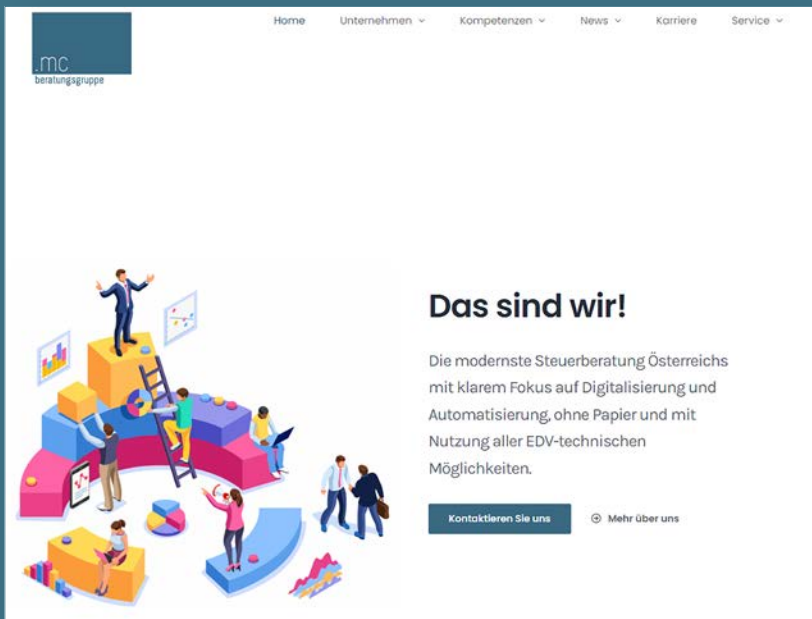 .mc
beratungsgruppe
Home Unternehmen Kompetenzen News Karriere Service
Das sind wir!
Die modernste Steuerberatung Österreichs
mit klarem Fokus auf Digitalisierung und
Automatisierung, ohne Papier und mit
Nutzung aller EDV-technischen
Möglichkeiten.
Kontaktieren Sie uns Mehr über uns